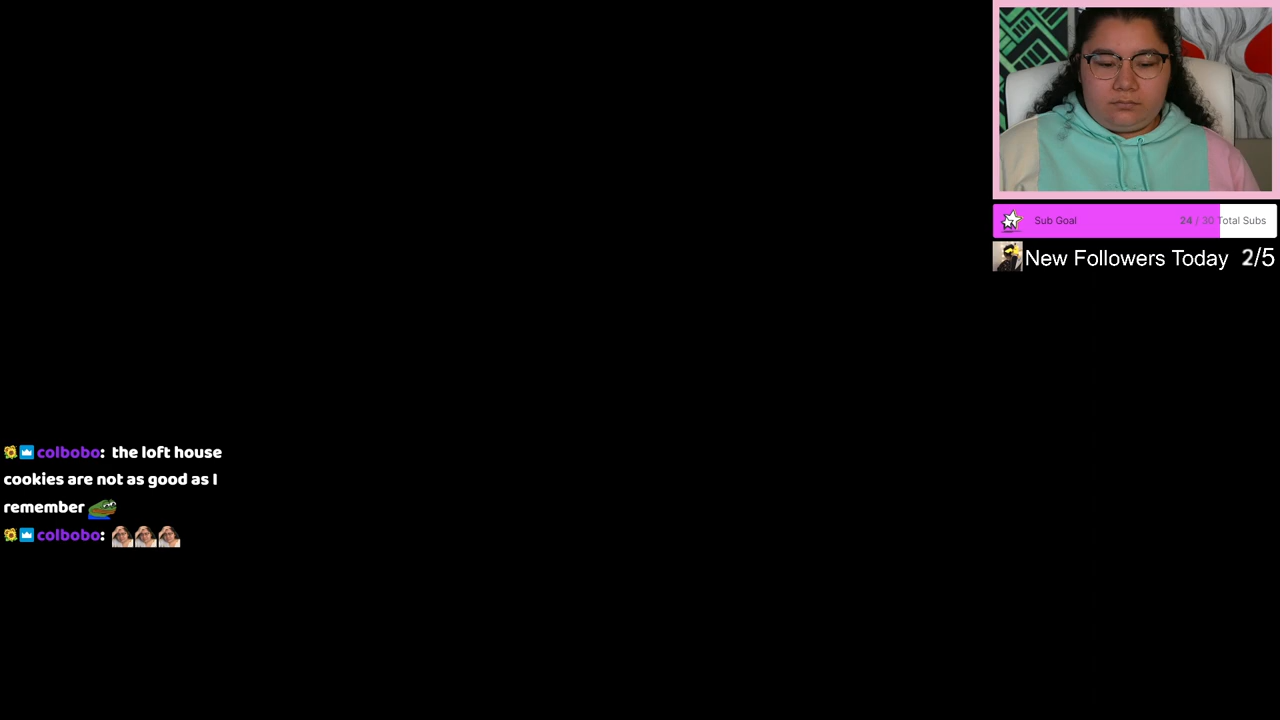 Sub Goal 24 / 30 Total Subs
New Followers Today 2/5
colbobo: the loft house
cookies are not as good as I
remember
colbobo: